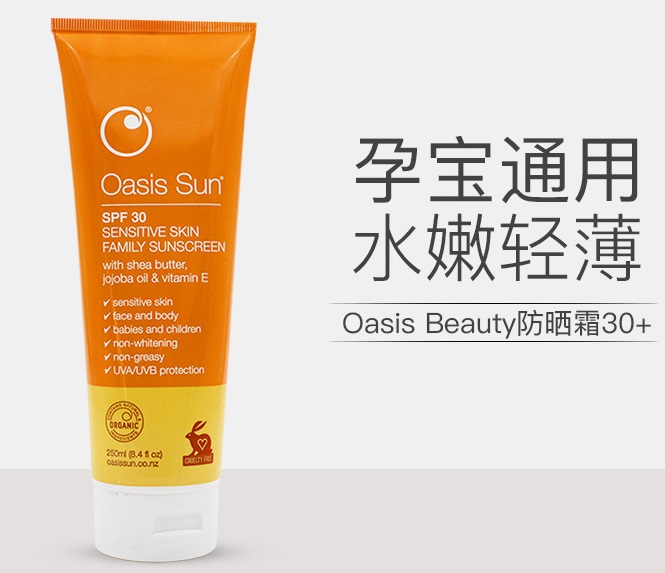 Oasis Sun®
SPF 30
SENSITIVE SKIN
FAMILY SUNSCREEN
with shea butter,
jojoba oil & vitamin E
✓ sensitive skin
✓ face and body
✓ babies and children
✓ non-whitening
✓ non-greasy
✓ UVA/UVB protection
ORGANIC
INGREDIENTS
250ml (8.4 fl oz)
oasissun.co.nz
CRUELTY FREE
孕宝通用
水嫩轻薄
Oasis Beauty防晒霜30+